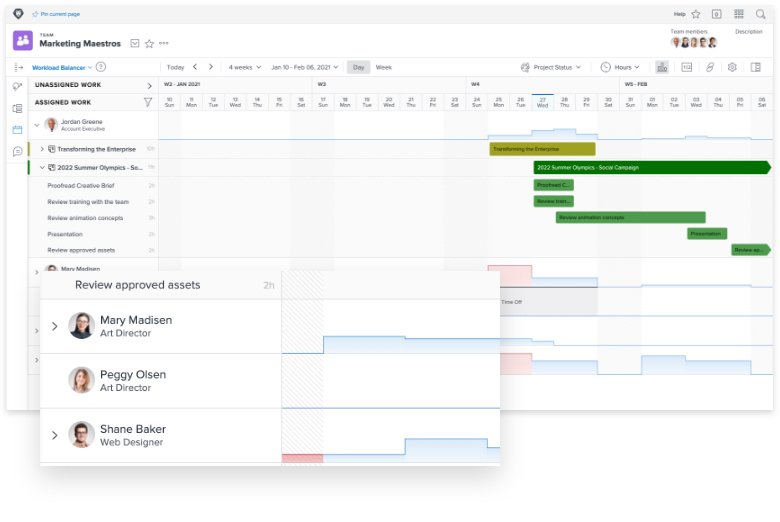 Pin current page
Help
0
TEAM
Marketing Maestros
Team members
Description
Workload Balancer
Today
4 weeks
Jan 10 - Feb 06, 2021
Day
Week
Project Status
Hours
UNASSIGNED WORK
W2 - JAN 2021
W3
W4
W5 - FEB
ASSIGNED WORK
10 11 12 13 14 15 16 17 18 19 20 21 22 23 24 25 26 27 28 29 30 31 01 02 03 04 05 06
Sun Mon Tue Wed Thu Fri Sat Sun Mon Tue Wed Thu Fri Sat Sun Mon Tue Wed Thu Fri Sat Sun Mon Tue Wed Thu Fri Sat
Jordan Greene
Account Executive
Transforming the Enterprise 10h
Transforming the Enterprise
2022 Summer Olympics - So...
2022 Summer Olympics - Social Campaign
Proofread Creative Brief 2h
Proofread C...
Review training with the team 2h
Review train...
Review animation concepts 3h
Review animation concepts
Presentation 2h
Presentation
Review approved assets 2h
Review ap...
Mary Madisen
Time Off
Review approved assets 2h
Mary Madisen
Art Director
Peggy Olsen
Art Director
Shane Baker
Web Designer